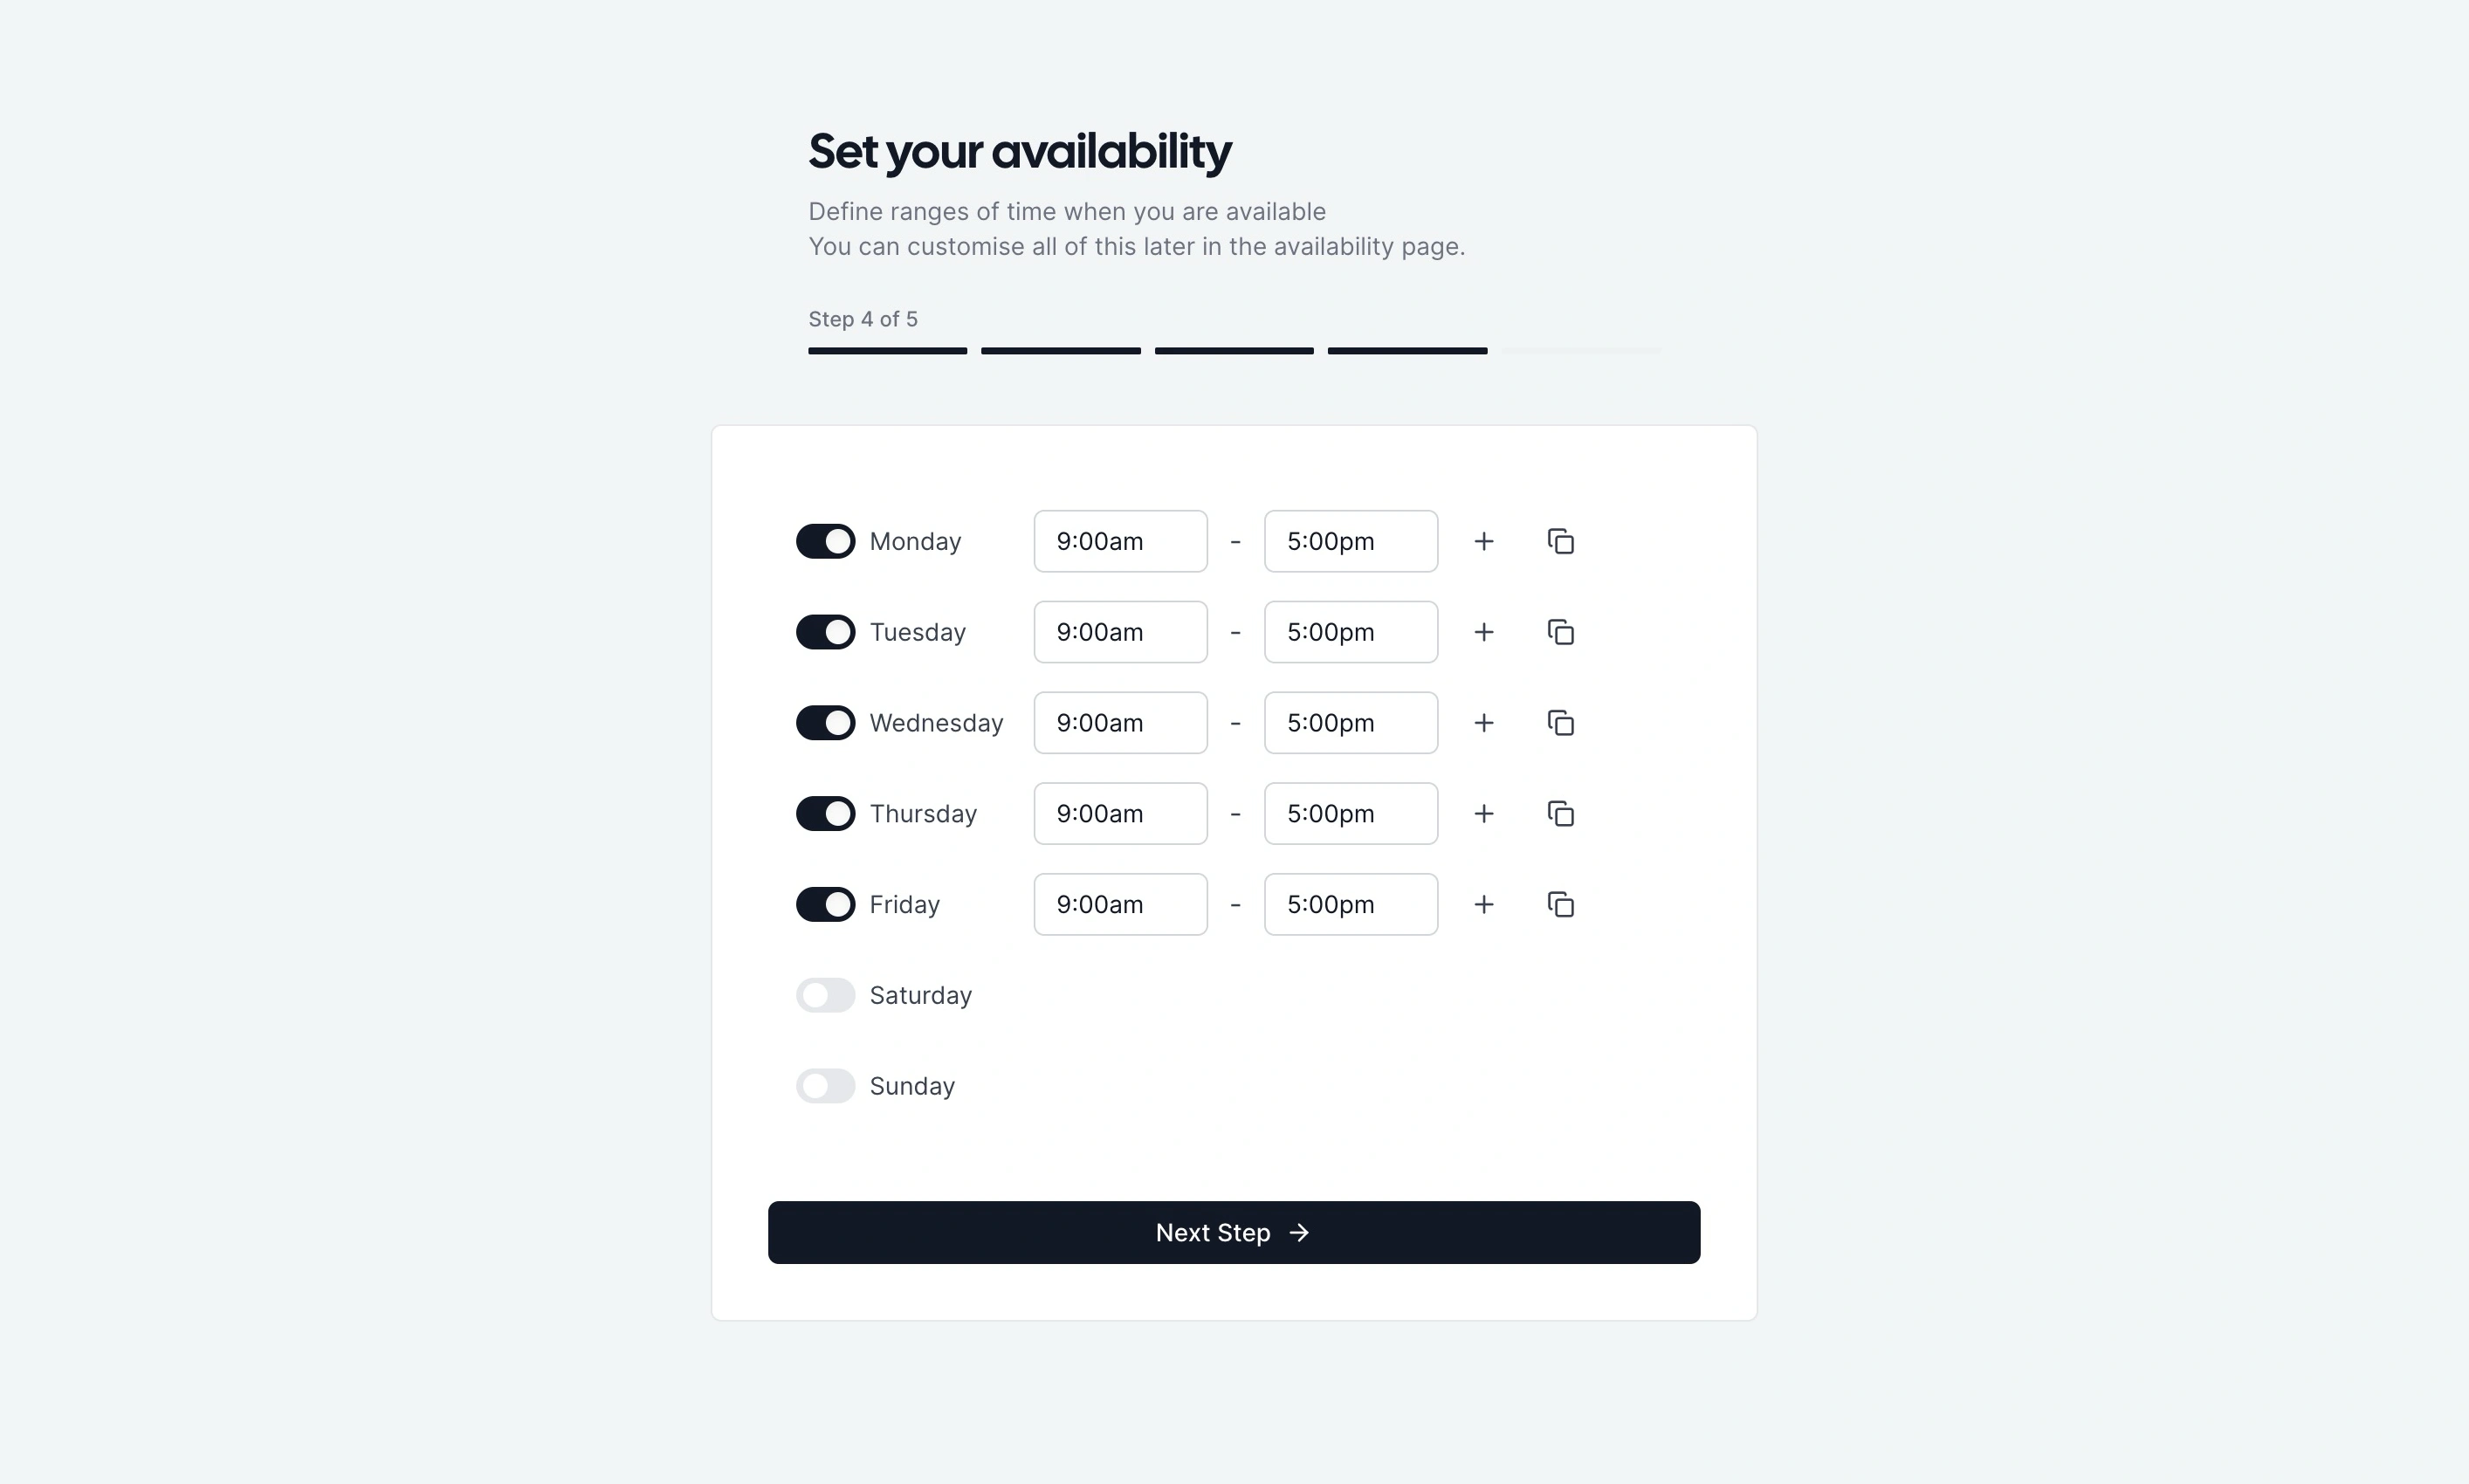 Set your availability
Define ranges of time when you are available
You can customise all of this later in the availability page.
Step 4 of 5
Monday 9:00am - 5:00pm
Tuesday 9:00am - 5:00pm
Wednesday 9:00am - 5:00pm
Thursday 9:00am - 5:00pm
Friday 9:00am - 5:00pm
Saturday
Sunday
Next Step